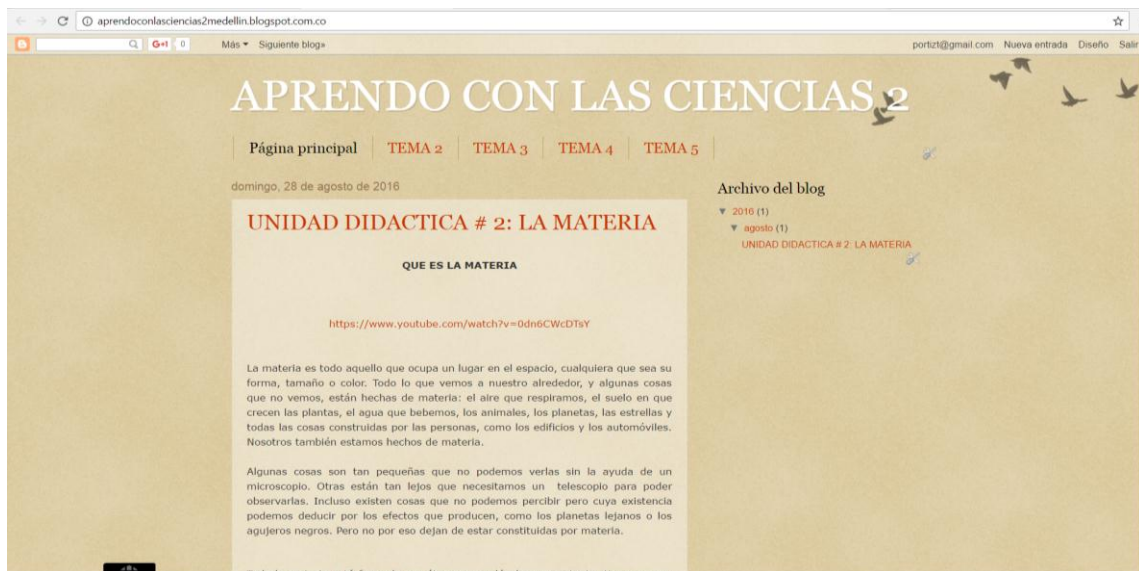 aprendoconlasciencias2medellin.blogspot.com.co
G+1 0 Más Siguiente blog» portizt@gmail.com Nueva entrada Diseño Salir
APRENDO CON LAS CIENCIAS 2
Página principal TEMA 2 TEMA 3 TEMA 4 TEMA 5
domingo, 28 de agosto de 2016
UNIDAD DIDACTICA # 2: LA MATERIA
QUE ES LA MATERIA
https://www.youtube.com/watch?v=0dn6CWcDTsY
La materia es todo aquello que ocupa un lugar en el espacio, cualquiera que sea su
forma, tamaño o color. Todo lo que vemos a nuestro alrededor, y algunas cosas
que no vemos, están hechas de materia: el aire que respiramos, el suelo en que
crecen las plantas, el agua que bebemos, los animales, los planetas, las estrellas y
todas las cosas construidas por las personas, como los edificios y los automóviles.
Nosotros también estamos hechos de materia.
Algunas cosas son tan pequeñas que no podemos verlas sin la ayuda de un
microscopio. Otras están tan lejos que necesitamos un telescopio para poder
observarlas. Incluso existen cosas que no podemos percibir pero cuya existencia
podemos deducir por los efectos que producen, como los planetas lejanos o los
agujeros negros. Pero no por eso dejan de estar constituidas por materia.
Archivo del blog
▼ 2016 (1)
▼ agosto (1)
UNIDAD DIDACTICA # 2: LA MATERIA